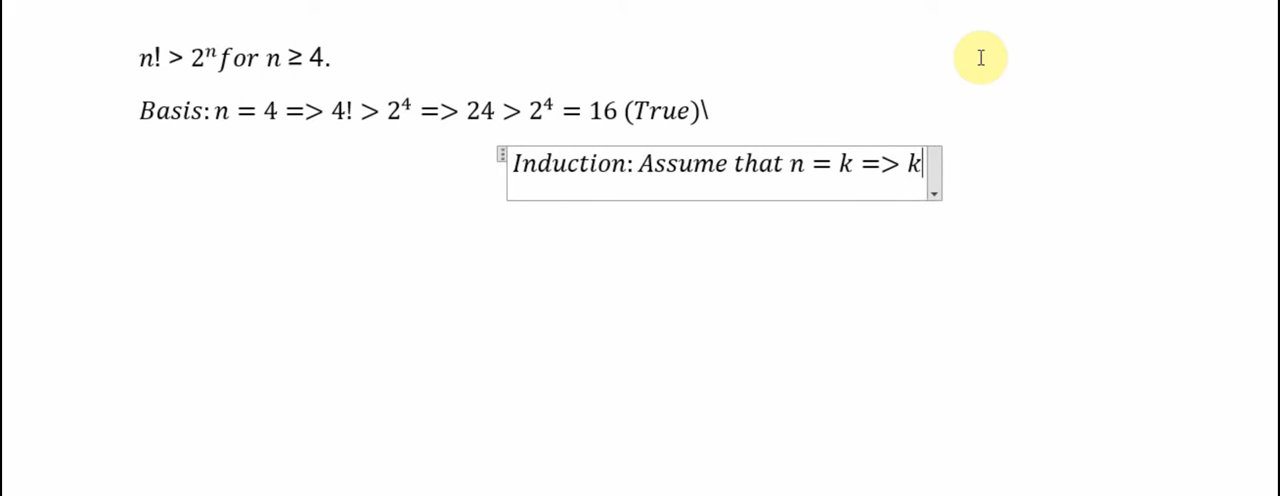 n! > 2ⁿ for n ≥ 4.
Basis: n = 4 => 4! > 2⁴ => 24 > 2⁴ = 16 (True)\
Induction: Assume that n = k => k